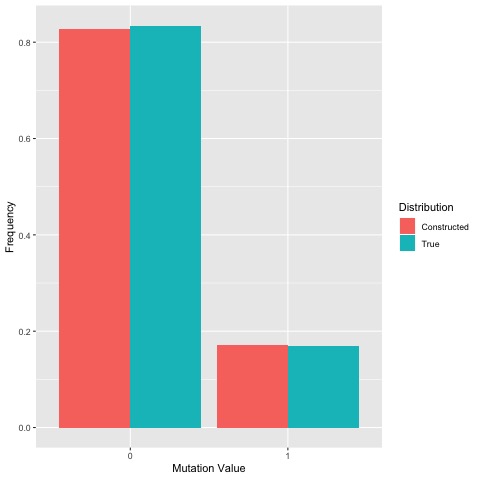 0.8
0.6
0.4
0.2
0.0
Frequency
0
1
Mutation Value
Distribution
Constructed
True